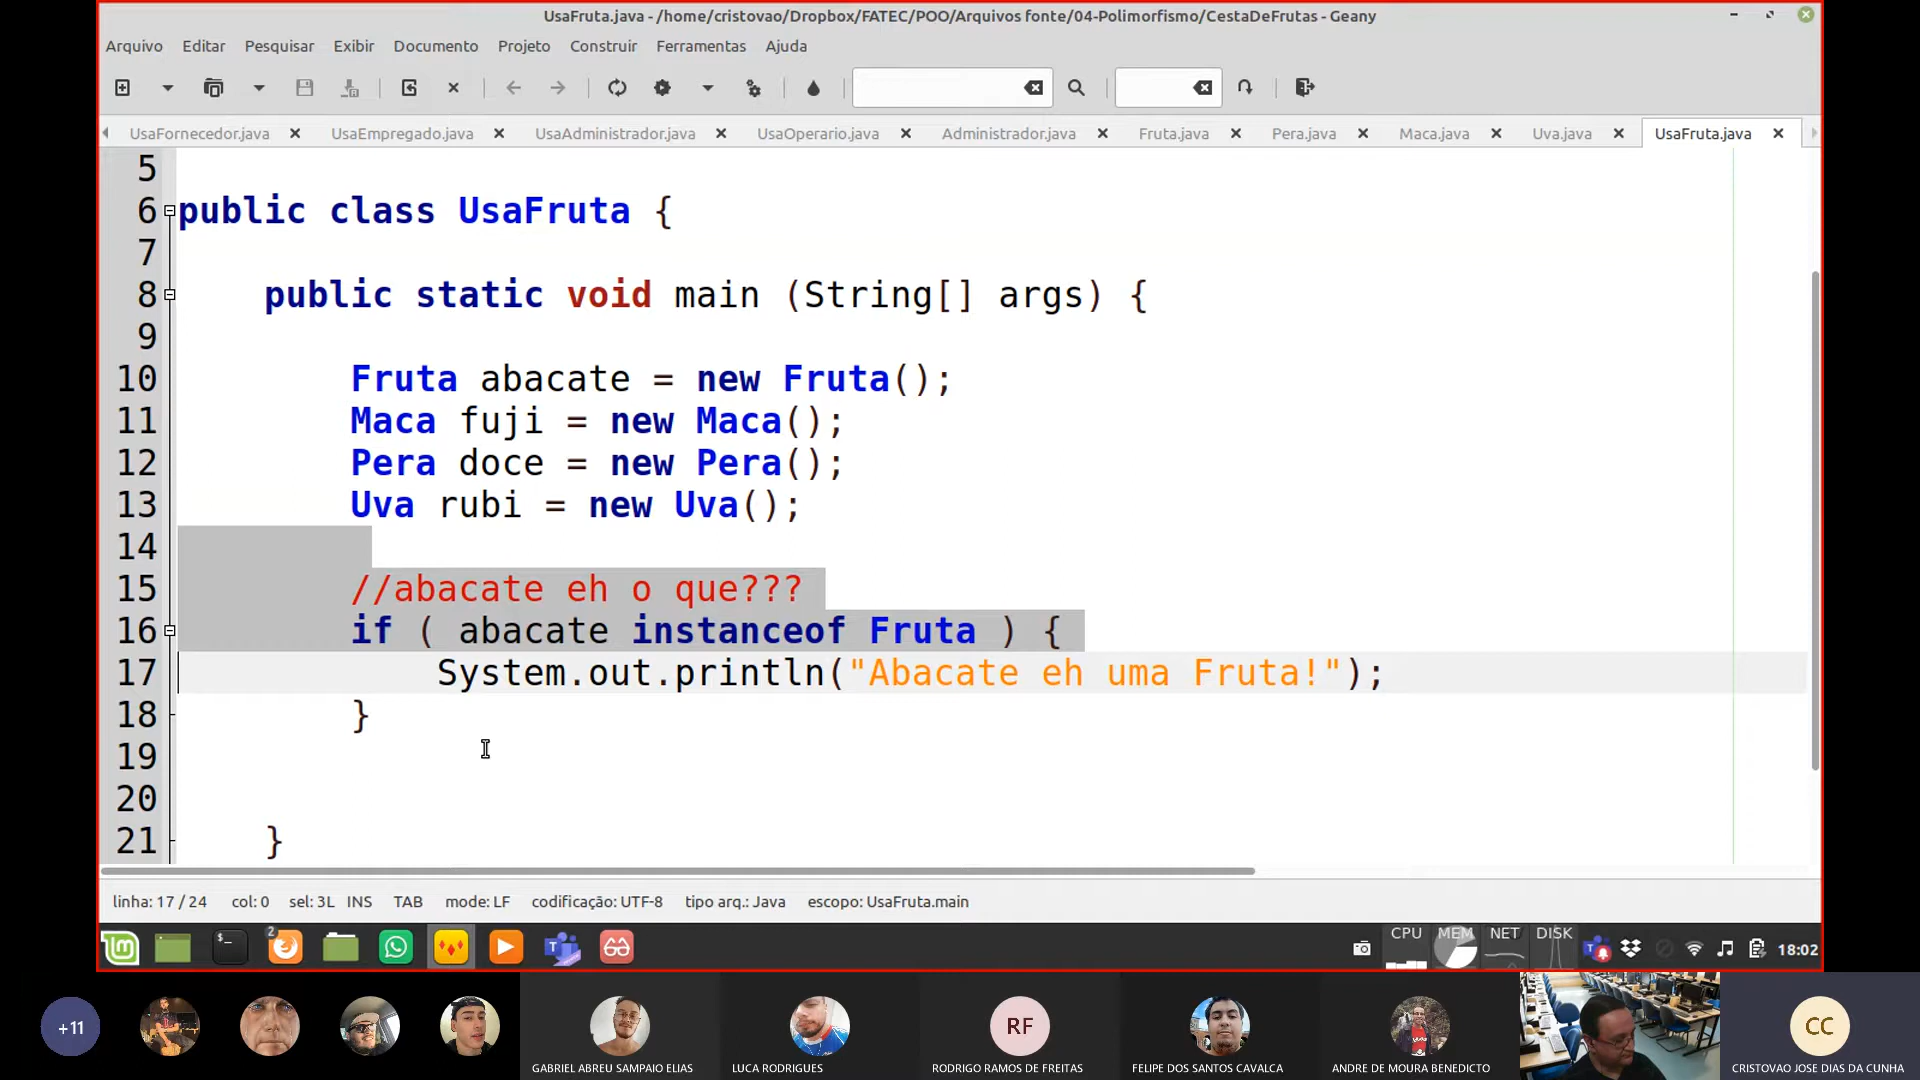 UsaFruta.java - /home/cristovao/Dropbox/FATEC/POO/Arquivos fonte/04-Polimorfismo/CestaDeFrutas - Geany
Arquivo Editar Pesquisar Exibir Documento Projeto Construir Ferramentas Ajuda
UsaFornecedor.java UsaEmpregado.java UsaAdministrador.java UsaOperario.java Administrador.java Fruta.java Pera.java Maca.java Uva.java UsaFruta.java
5
6 public class UsaFruta {
7
8 public static void main (String[] args) {
9
10 Fruta abacate = new Fruta();
11 Maca fuji = new Maca();
12 Pera doce = new Pera();
13 Uva rubi = new Uva();
14
15 //abacate eh o que???
16 if ( abacate instanceof Fruta ) {
17 System.out.println("Abacate eh uma Fruta!");
18 }
19
20
21 }
linha: 17 / 24 col: 0 sel: 3L INS TAB mode: LF codificação: UTF-8 tipo arq.: Java escopo: UsaFruta.main
2 CPU MEM NET DISK 18:02
+11 RF CC
GABRIEL ABREU SAMPAIO ELIAS LUCA RODRIGUES RODRIGO RAMOS DE FREITAS FELIPE DOS SANTOS CAVALCA ANDRE DE MOURA BENEDICTO CRISTOVAO JOSE DIAS DA CUNHA